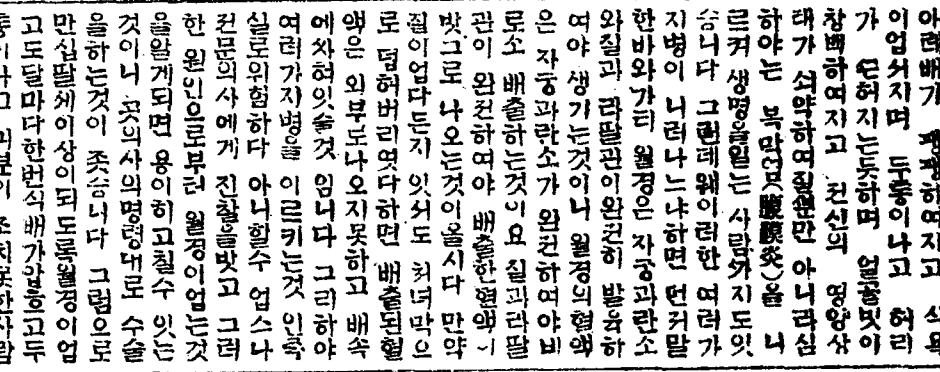 아래배가 팽팽하여지고 식욕
이업서지며 두통이나고 허리
가 은허지는듯하며 얼골빗이
창백하여지고 전신의 영양상
태가 쇠약하여질뿐만 아니라심
하야는 복막염(腹膜炎)을 니
르켜 생명을일는 사람까지도잇
슴니다 그런데웨이러한 여러가
지병이 니러나느냐하면 먼저말
한바와가티 월경은 자궁과란소
와질과 라팔관이완전히 발육하
여야 생기는것이니 월경의혈액
은 자궁과란소가 완전하여야비
로소 배출하는것이요 질과라팔
관이 완전하여야 배출한혈액이
밧그로 나오는것이올시다 만약
질이업다든지 잇서도 처녀막으
로 덥허버리엿다하면 배출된혈
액은 외부로나오지못하고 배속
에싸혀잇슬것 임니다 그리하야
여러가지병을 이르키는것 인즉
실로위험하다 아니할수 업스나
전문의사에게 진찰을밧고 그러
한 원인으로부터 월경이업는것
을알게되면 용이히고칠수 잇는
것이니 곳의사의명령대로 수술
을하는것이 좃슴니다 그럼으로
만십팔세이상이되도록월경이업
고도달마다한번식배가압흐고두
통이나고 긔분이 조치못한사람